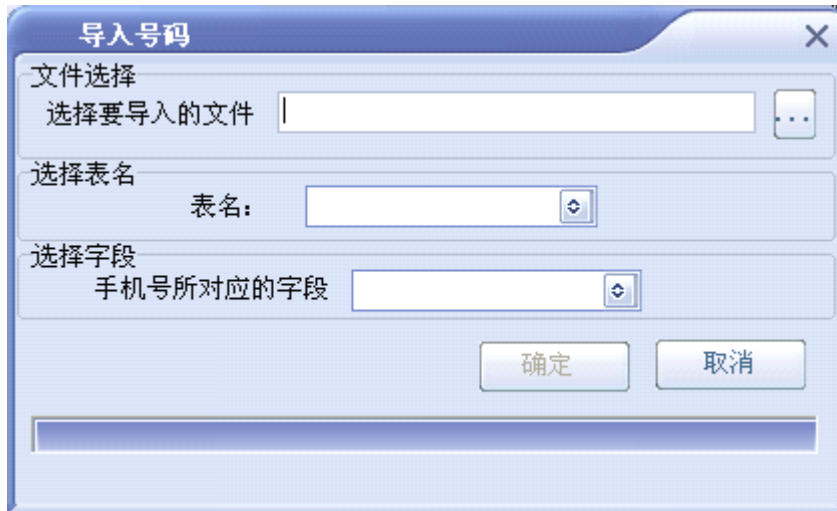 导入号码
文件选择
选择要导入的文件
...
选择表名
表名：
选择字段
手机号所对应的字段
确定 取消